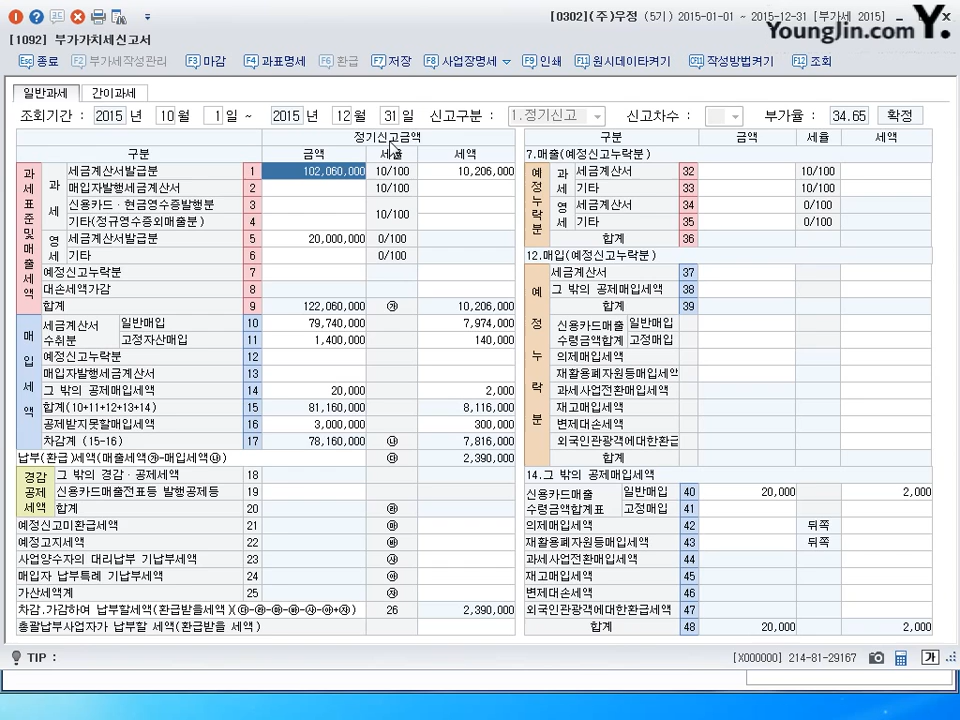 [0302](주)우정 (5기) 2015-01-01 ~ 2015-12-31 [부가세 2015]
YoungJin.com Y.
[1092] 부가가치세신고서
Esc 종료 F2 부가세작성관리 F3 마감 F4 과표명세 F6 환급 F7 저장 F8 사업장명세 F9 인쇄 F11 원시데이타켜기 CF11 작성방법켜기 F12 조회
일반과세 간이과세
조회기간 : 2015 년 10 월 1 일 ~ 2015 년 12 월 31 일 신고구분 : 1.정기신고 신고차수 : 부가율 : 34.65 확정
정기신고금액
구분 금액 세율 세액
과세표준및매출세액
과세
세금계산서발급분 1 102,060,000 10/100 10,206,000
매입자발행세금계산서 2 10/100
신용카드·현금영수증발행분 3 10/100
기타(정규영수증외매출분) 4
영세
세금계산서발급분 5 20,000,000 0/100
기타 6 0/100
예정신고누락분 7
대손세액가감 8
합계 9 122,060,000 ㉮ 10,206,000
매입세액
세금계산서 일반매입 10 79,740,000 7,974,000
수취분 고정자산매입 11 1,400,000 140,000
예정신고누락분 12
매입자발행세금계산서 13
그 밖의 공제매입세액 14 20,000 2,000
합계(10+11+12+13+14) 15 81,160,000 8,116,000
공제받지못할매입세액 16 3,000,000 300,000
차감계 (15-16) 17 78,160,000 ㉯ 7,816,000
납부(환급)세액(매출세액㉮-매입세액㉯) ㉰ 2,390,000
경감공제세액
그 밖의 경감·공제세액 18
신용카드매출전표등 발행공제등 19
합계 20 ㉱
예정신고미환급세액 21 ㉲
예정고지세액 22 ㉳
사업양수자의 대리납부 기납부세액 23 ㉴
매입자 납부특례 기납부세액 24 ㉵
가산세액계 25 ㉶
차감.가감하여 납부할세액(환급받을세액)(㉰-㉱-㉲-㉳-㉴-㉵+㉶) 26 2,390,000
총괄납부사업자가 납부할 세액(환급받을 세액)
구분 금액 세율 세액
7.매출(예정신고누락분)
예정누락분
과세
세금계산서 32 10/100
기타 33 10/100
영세
세금계산서 34 0/100
기타 35 0/100
합계 36
12.매입(예정신고누락분)
예정누락분
세금계산서 37
그 밖의 공제매입세액 38
합계 39
신용카드매출 일반매입
수령금액합계 고정매입
의제매입세액
재활용폐자원등매입세액
과세사업전환매입세액
재고매입세액
변제대손세액
외국인관광객에대한환급
합계
14.그 밖의 공제매입세액
신용카드매출 일반매입 40 20,000 2,000
수령금액합계표 고정매입 41
의제매입세액 42 뒤쪽
재활용폐자원등매입세액 43 뒤쪽
과세사업전환매입세액 44
재고매입세액 45
변제대손세액 46
외국인관광객에대한환급세액 47
합계 48 20,000 2,000
TIP : [X000000] 214-81-29167 가